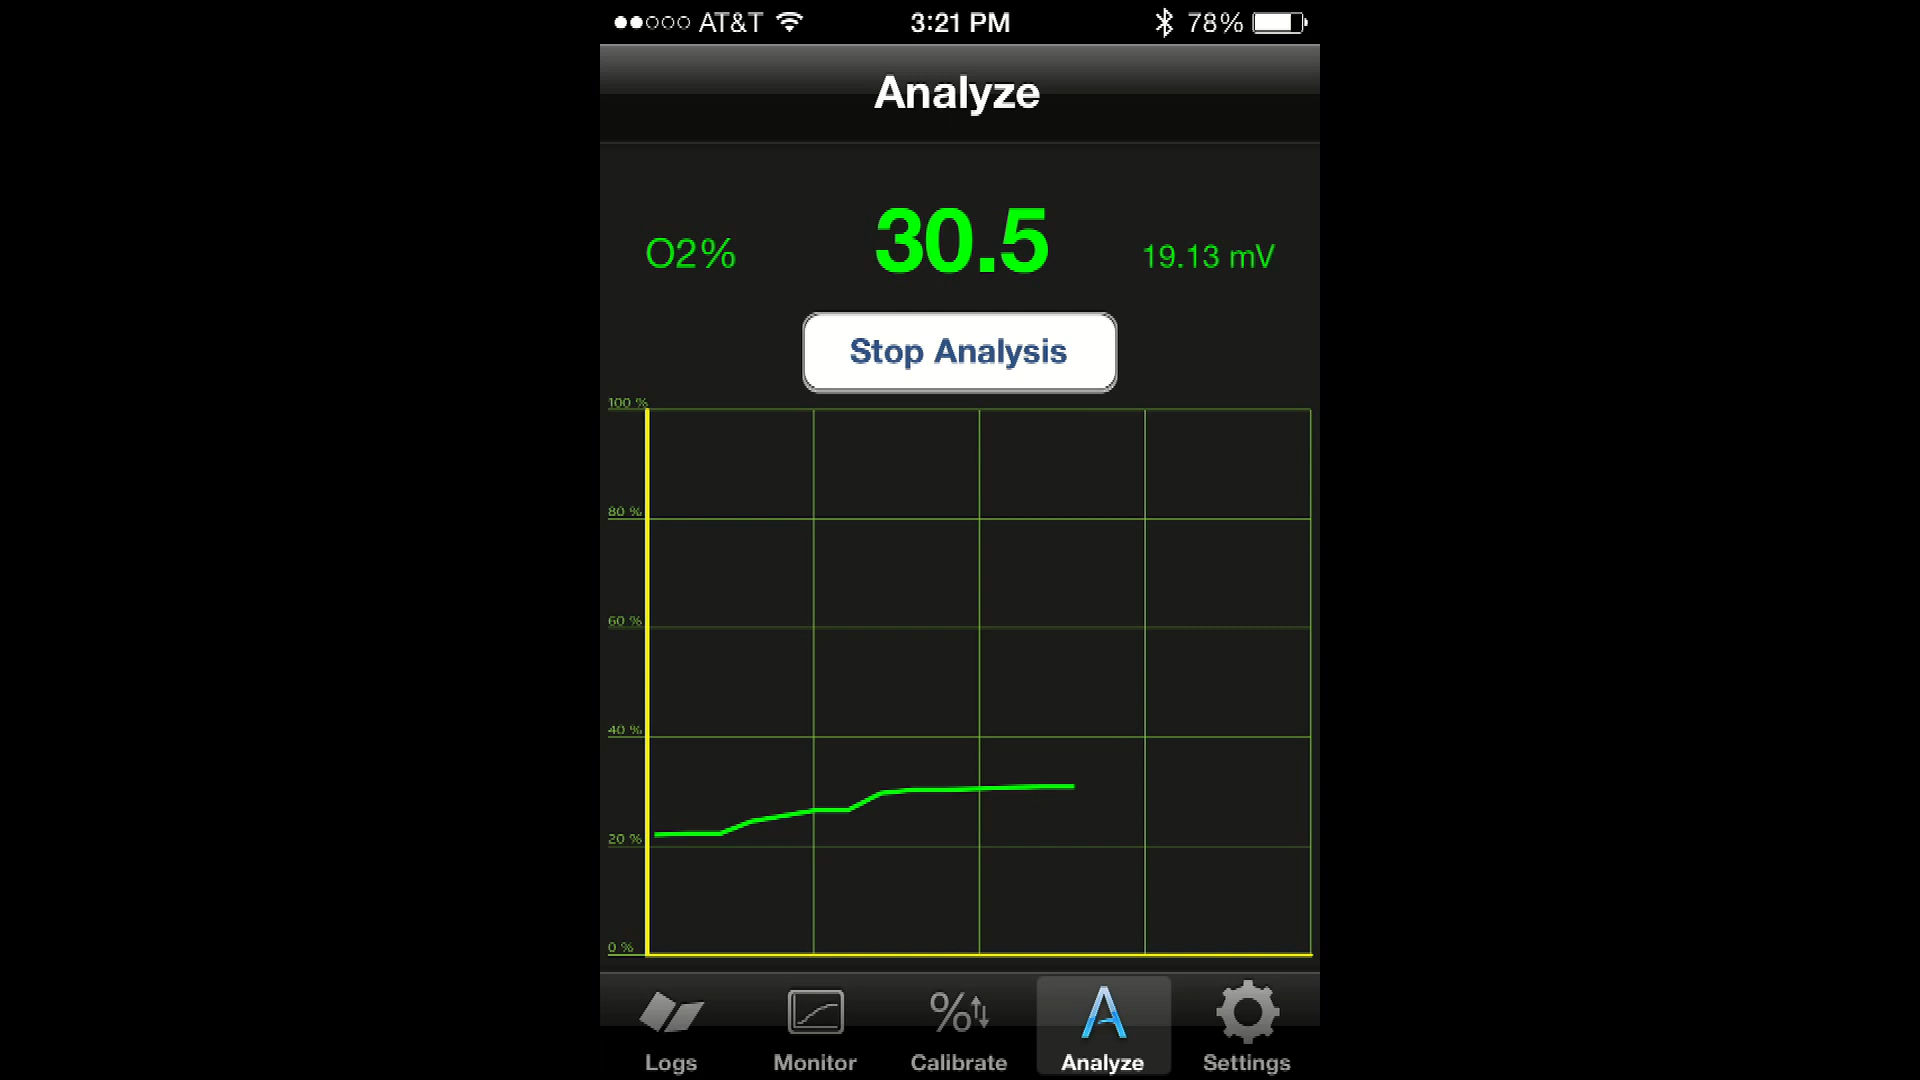 AT&T 3:21 PM 78%
Analyze
O2% 30.5 19.13 mV
Stop Analysis
100 %
80 %
60 %
40 %
20 %
0 %
Logs Monitor Calibrate Analyze Settings